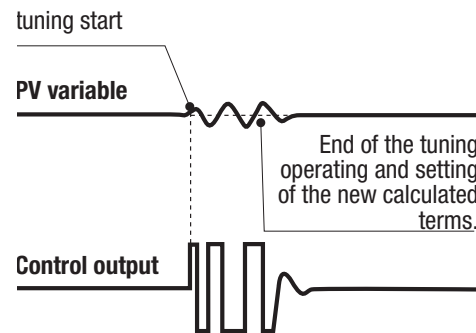 tuning start
PV variable
End of the tuning
operating and setting
of the new calculated
terms.
Control output